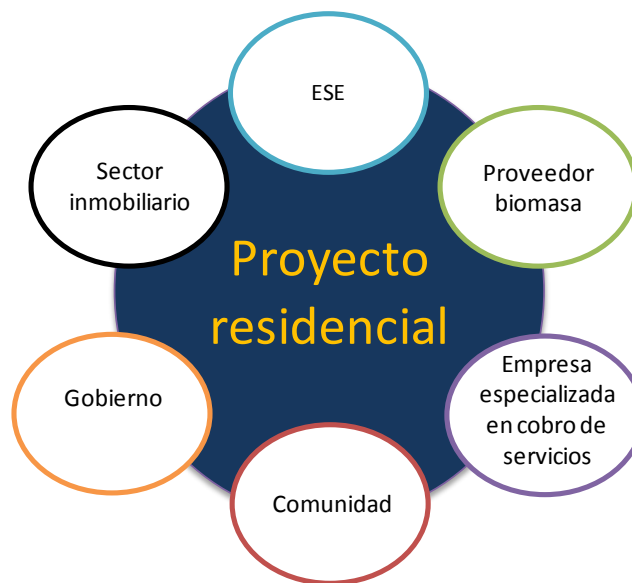 ESE
Sector
inmobiliario
Proveedor
biomasa
Proyecto
residencial
Gobierno
Empresa
especializada
en cobro de
servicios
Comunidad